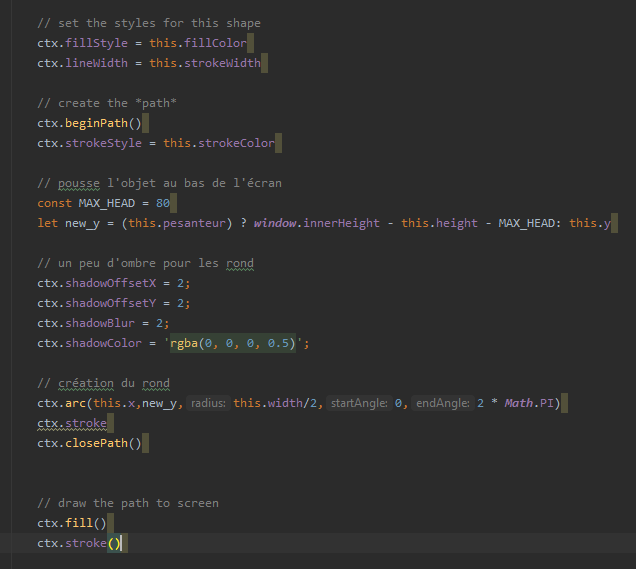 // set the styles for this shape
ctx.fillStyle = this.fillColor
ctx.lineWidth = this.strokeWidth
// create the *path*
ctx.beginPath()
ctx.strokeStyle = this.strokeColor
// pousse l'objet au bas de l'écran
const MAX_HEAD = 80
let new_y = (this.pesanteur) ? window.innerHeight - this.height - MAX_HEAD: this.y
// un peu d'ombre pour les rond
ctx.shadowOffsetX = 2;
ctx.shadowOffsetY = 2;
ctx.shadowBlur = 2;
ctx.shadowColor = 'rgba(0, 0, 0, 0.5)';
// création du rond
ctx.arc(this.x,new_y, radius: this.width/2, startAngle: 0, endAngle: 2 * Math.PI)
ctx.stroke
ctx.closePath()
// draw the path to screen
ctx.fill()
ctx.stroke()